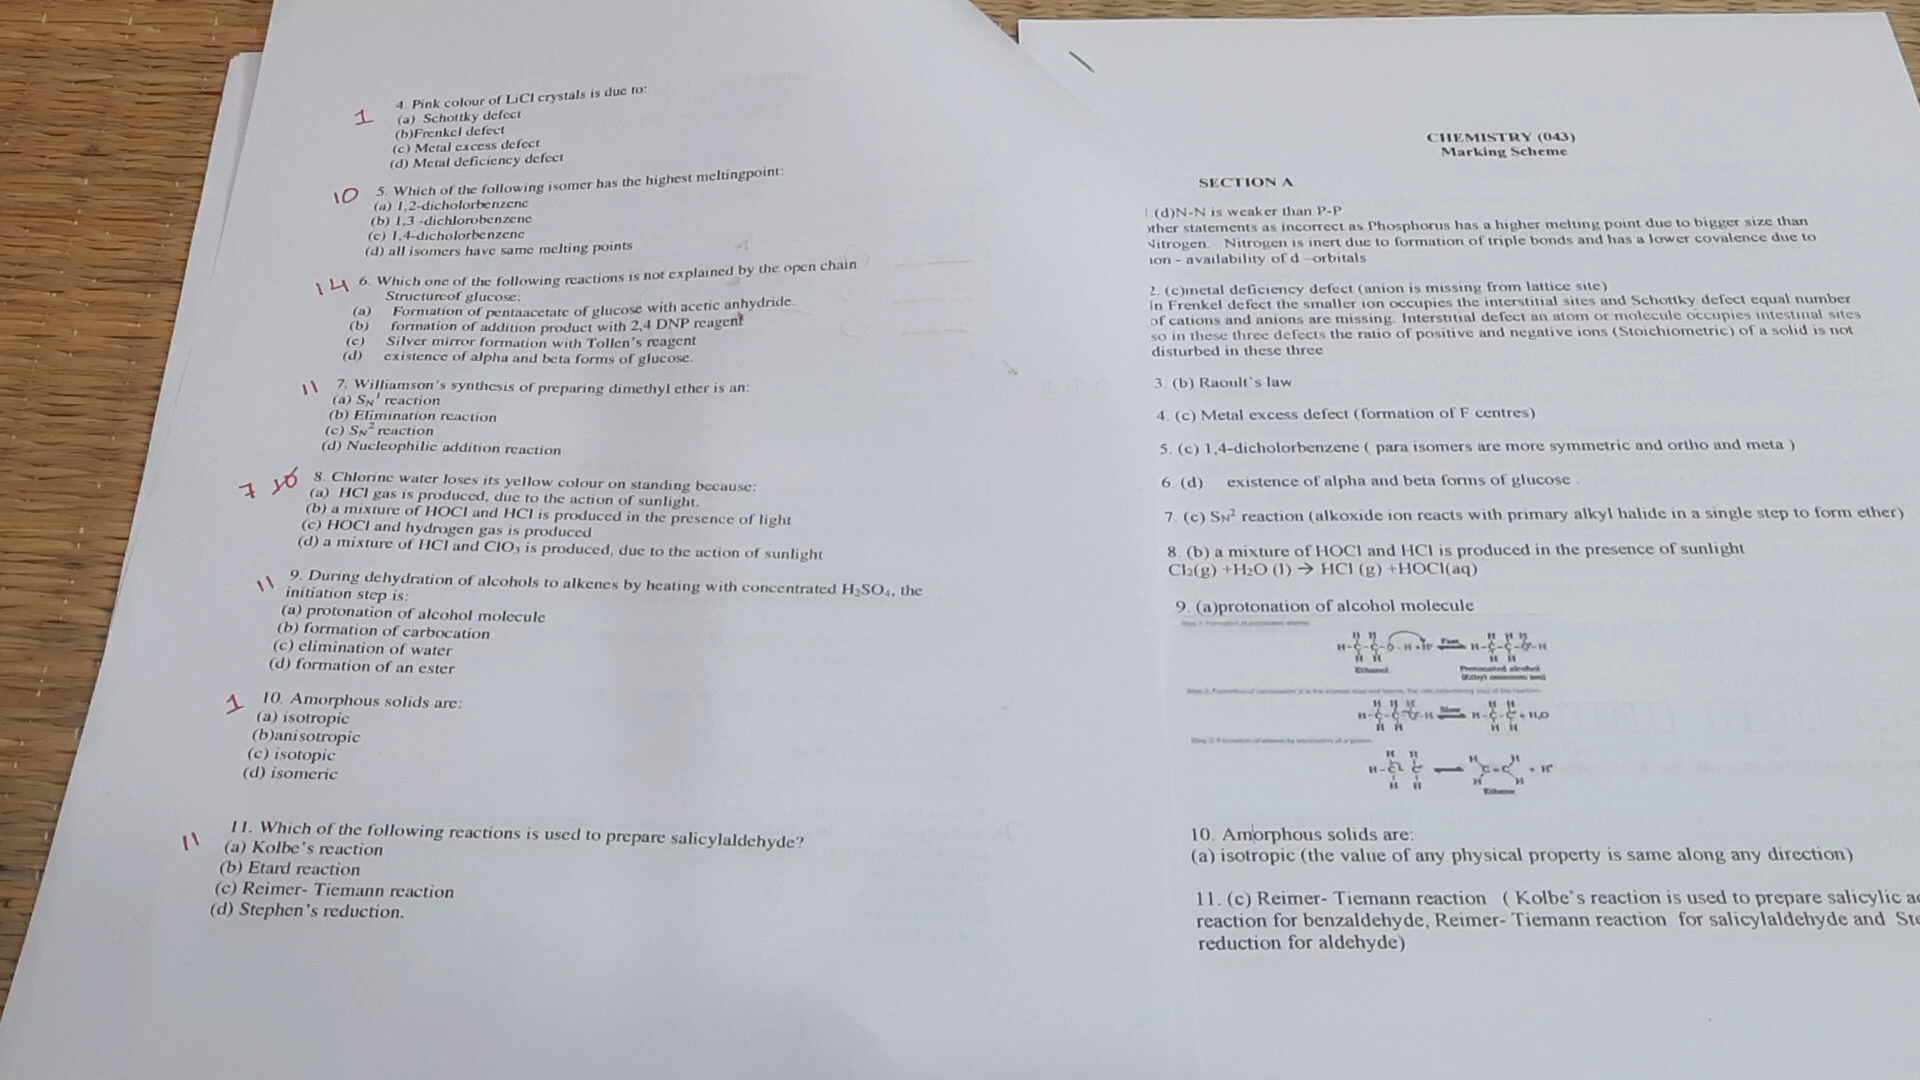 1
4. Pink colour of LiCl crystals is due to:
(a) Schottky defect
(b)Frenkel defect
(c) Metal excess defect
(d) Metal deficiency defect
10
5. Which of the following isomer has the highest meltingpoint:
(a) 1,2-dicholorbenzene
(b) 1,3 -dichlorobenzene
(c) 1,4-dicholorbenzene
(d) all isomers have same melting points
14
6. Which one of the following reactions is not explained by the open chain
Structureof glucose:
(a) Formation of pentaacetate of glucose with acetic anhydride.
(b) formation of addition product with 2,4 DNP reagent
(c) Silver mirror formation with Tollen's reagent
(d) existence of alpha and beta forms of glucose.
11
7. Williamson's synthesis of preparing dimethyl ether is an:
(a) SN¹ reaction
(b) Elimination reaction
(c) SN² reaction
(d) Nucleophilic addition reaction
7
8. Chlorine water loses its yellow colour on standing because:
(a) HCl gas is produced, due to the action of sunlight.
(b) a mixture of HOCl and HCl is produced in the presence of light
(c) HOCl and hydrogen gas is produced
(d) a mixture of HCl and ClO₃ is produced, due to the action of sunlight
11
9. During dehydration of alcohols to alkenes by heating with concentrated H₂SO₄, the
initiation step is:
(a) protonation of alcohol molecule
(b) formation of carbocation
(c) elimination of water
(d) formation of an ester
1
10. Amorphous solids are:
(a) isotropic
(b)anisotropic
(c) isotopic
(d) isomeric
11
11. Which of the following reactions is used to prepare salicylaldehyde?
(a) Kolbe's reaction
(b) Etard reaction
(c) Reimer- Tiemann reaction
(d) Stephen's reduction.
CHEMISTRY (043)
Marking Scheme
SECTION A
1.(d)N-N is weaker than P-P
other statements as incorrect as Phosphorus has a higher melting point due to bigger size than
Nitrogen. Nitrogen is inert due to formation of triple bonds and has a lower covalence due to
non - availability of d –orbitals
2. (c)metal deficiency defect (anion is missing from lattice site)
In Frenkel defect the smaller ion occupies the interstitial sites and Schottky defect equal number
of cations and anions are missing. Interstitial defect an atom or molecule occupies intestinal sites
so in these three defects the ratio of positive and negative ions (Stoichiometric) of a solid is not
disturbed in these three
3. (b) Raoult's law
4. (c) Metal excess defect (formation of F centres)
5. (c) 1,4-dicholorbenzene ( para isomers are more symmetric and ortho and meta )
6. (d) existence of alpha and beta forms of glucose .
7. (c) SN² reaction (alkoxide ion reacts with primary alkyl halide in a single step to form ether)
8. (b) a mixture of HOCl and HCl is produced in the presence of sunlight
Cl₂(g) +H₂O (l) → HCl (g) +HOCl(aq)
9. (a)protonation of alcohol molecule
Fast
Ethanol
Protonated alcohol
Slow
+ H₂O
Ethene
+ H⁺
10. Amorphous solids are:
(a) isotropic (the value of any physical property is same along any direction)
11. (c) Reimer- Tiemann reaction ( Kolbe's reaction is used to prepare salicylic
reaction for benzaldehyde, Reimer- Tiemann reaction for salicylaldehyde and
reduction for aldehyde)